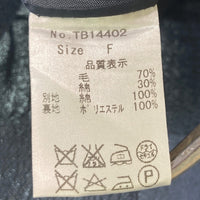 No.TB14402
Size F
品質表示
毛 70%
綿 30%
別地 綿 100%
裏地 ポリエステル 100%
P